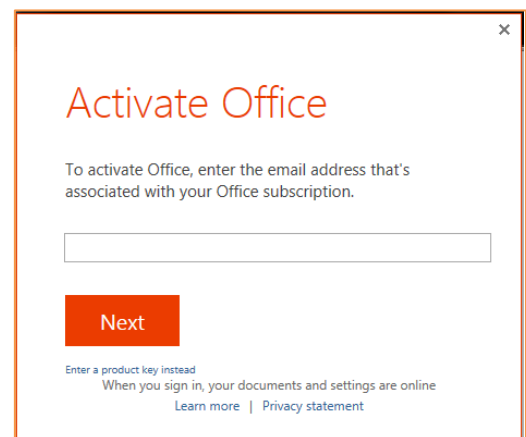 Activate Office
To activate Office, enter the email address that's
associated with your Office subscription.
Next
Enter a product key instead
When you sign in, your documents and settings are online
Learn more | Privacy statement